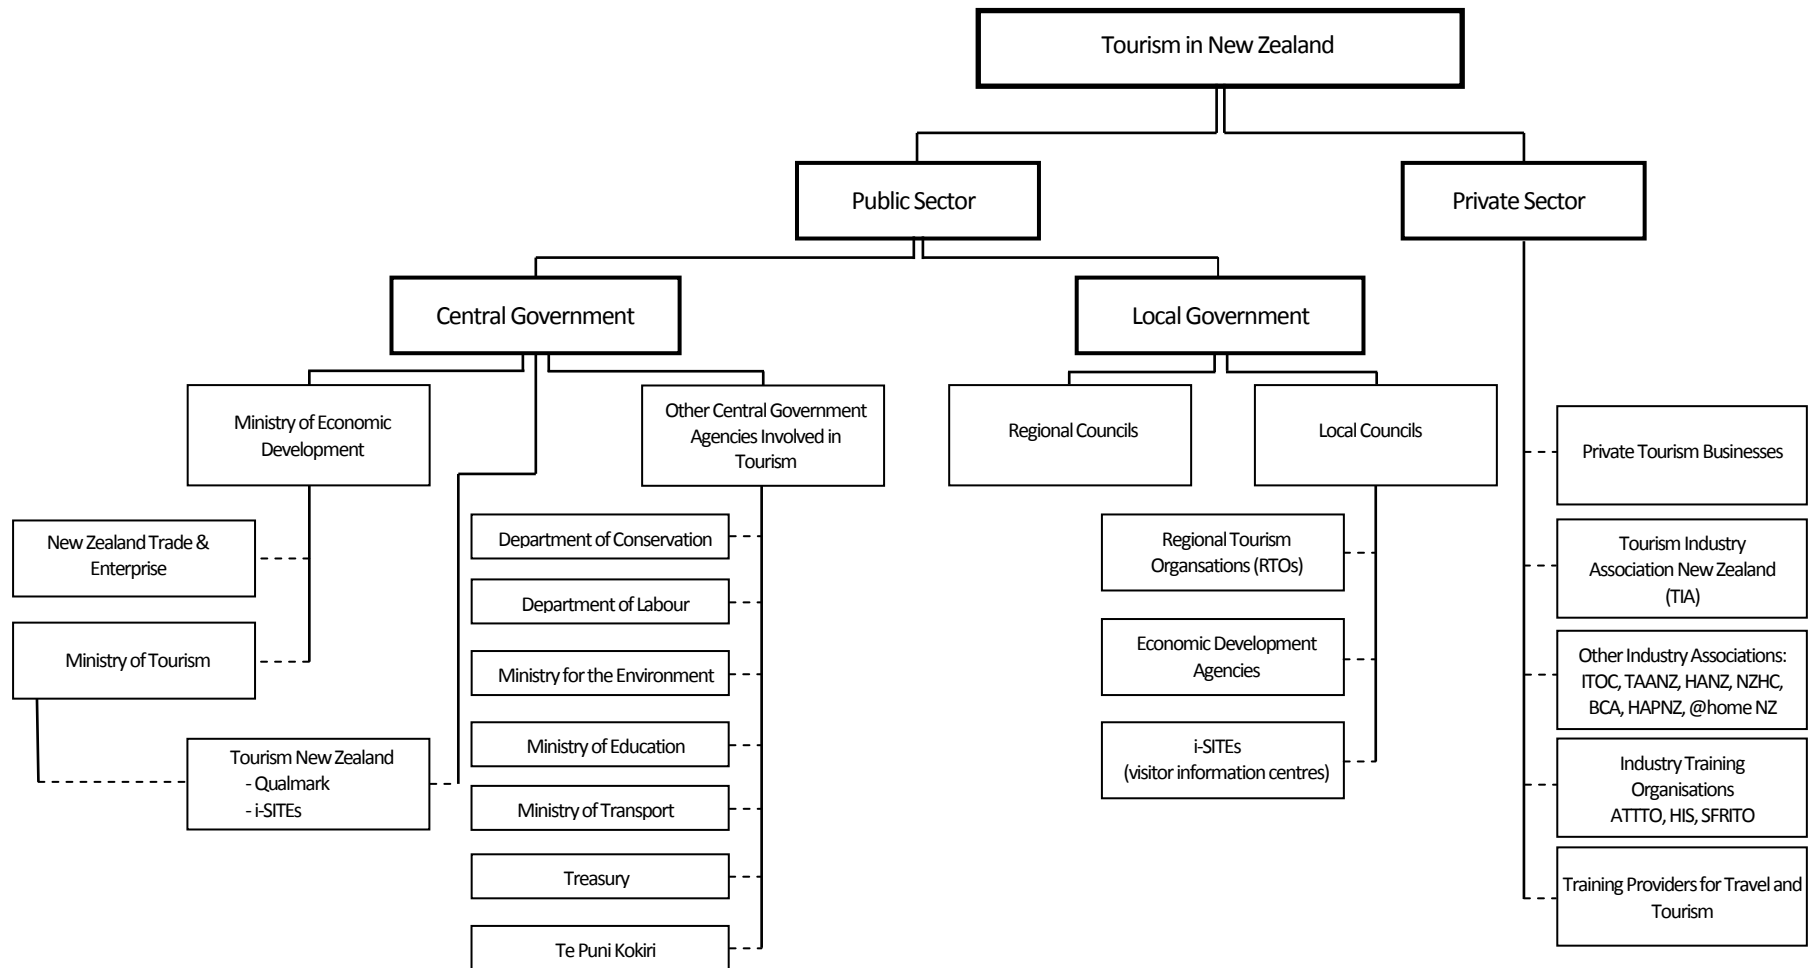 Tourism in New Zealand
Public Sector
Private Sector
Central Government
Local Government
Ministry of Economic
Development
Other Central Government
Agencies Involved in
Tourism
Regional Councils
Local Councils
New Zealand Trade &
Enterprise
Ministry of Tourism
Tourism New Zealand
- Qualmark
- i-SITEs
Department of Conservation
Department of Labour
Ministry for the Environment
Ministry of Education
Ministry of Transport
Treasury
Te Puni Kokiri
Regional Tourism
Organsations (RTOs)
Economic Development
Agencies
i-SITEs
(visitor information centres)
Private Tourism Businesses
Tourism Industry
Association New Zealand
(TIA)
Other Industry Associations:
ITOC, TAANZ, HANZ, NZHC,
BCA, HAPNZ, @home NZ
Industry Training
Organisations
ATTTO, HIS, SFRITO
Training Providers for Travel and
Tourism